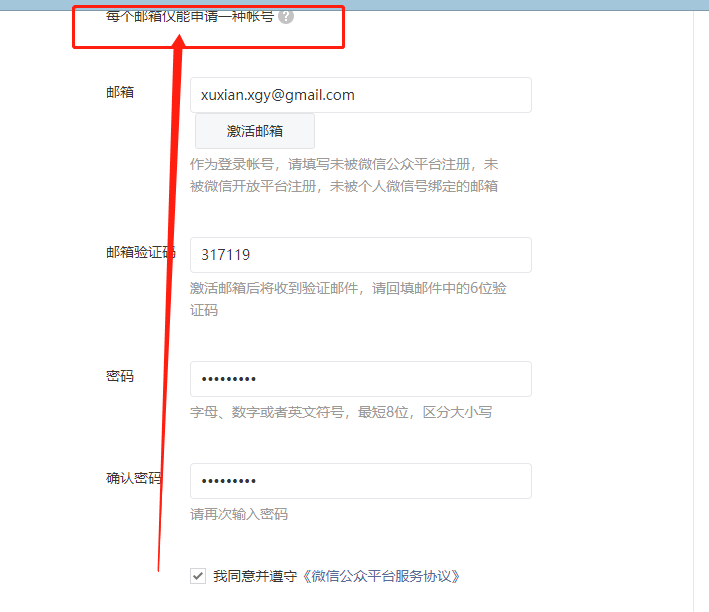 每个邮箱仅能申请一种帐号 ?
邮箱
xuxian.xgy@gmail.com
激活邮箱
作为登录帐号，请填写未被微信公众平台注册，未
被微信开放平台注册，未被个人微信号绑定的邮箱
邮箱验证码
317119
激活邮箱后将收到验证邮件，请回填邮件中的6位验
证码
密码
•••••••••
字母、数字或者英文符号，最短8位，区分大小写
确认密码
•••••••••
请再次输入密码
我同意并遵守《微信公众平台服务协议》